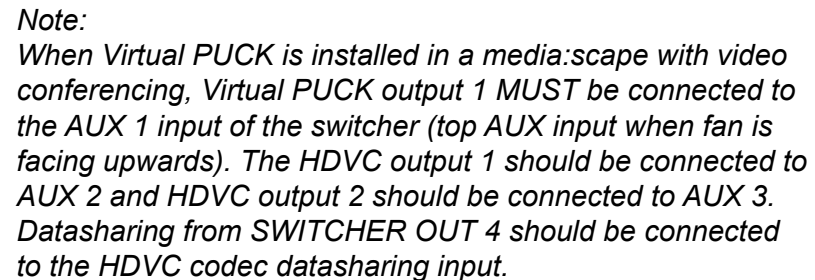 Note:
When Virtual PUCK is installed in a media:scape with video
conferencing, Virtual PUCK output 1 MUST be connected to
the AUX 1 input of the switcher (top AUX input when fan is
facing upwards). The HDVC output 1 should be connected to
AUX 2 and HDVC output 2 should be connected to AUX 3.
Datasharing from SWITCHER OUT 4 should be connected
to the HDVC codec datasharing input.